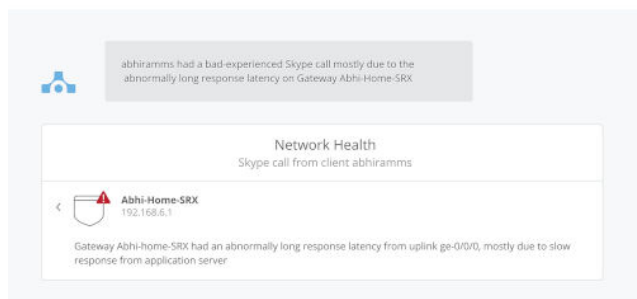 abhiramms had a bad-experienced Skype call mostly due to the
abnormally long response latency on Gateway Abhi-Home-SRX
Network Health
Skype call from client abhiramms
Abhi-Home-SRX
192.168.6.1
Gateway Abhi-home-SRX had an abnormally long response latency from uplink ge-0/0/0, mostly due to slow
response from application server